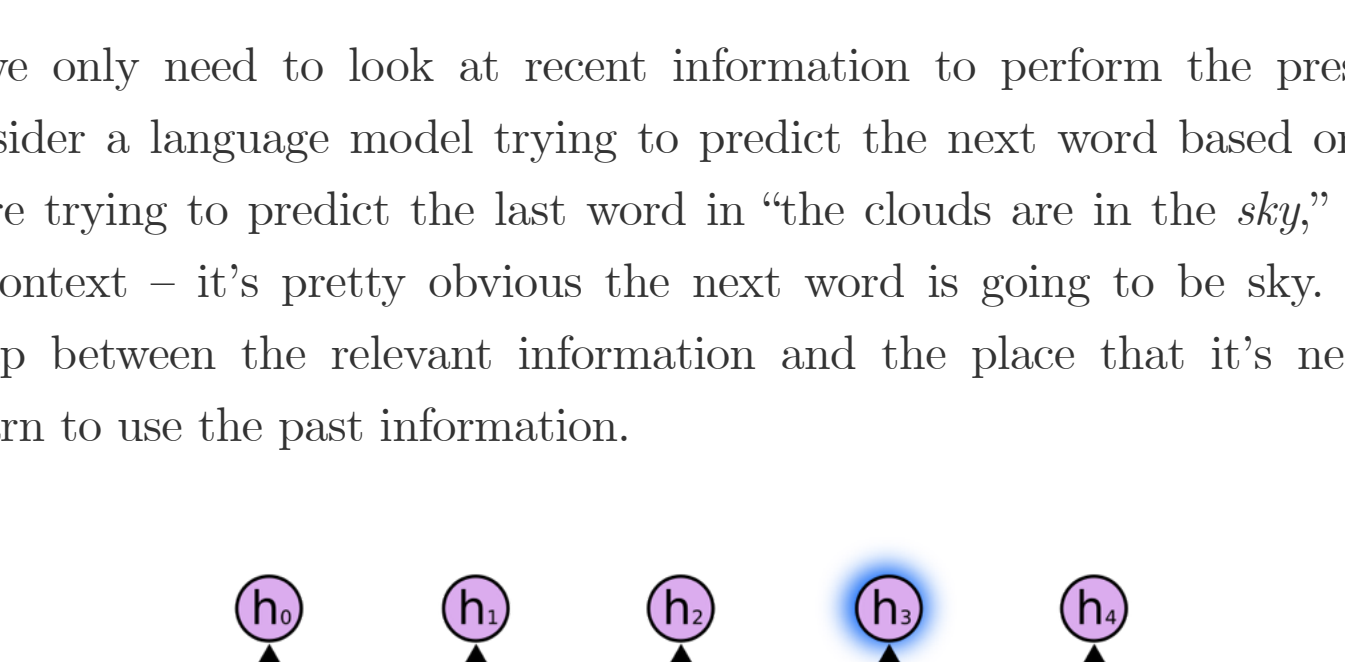 ve only need to look at recent information to perform the pres
sider a language model trying to predict the next word based on
re trying to predict the last word in “the clouds are in the sky,”
ontext – it’s pretty obvious the next word is going to be sky.
p between the relevant information and the place that it’s ne
rn to use the past information.
h₀ h₁ h₂ h₃ h₄